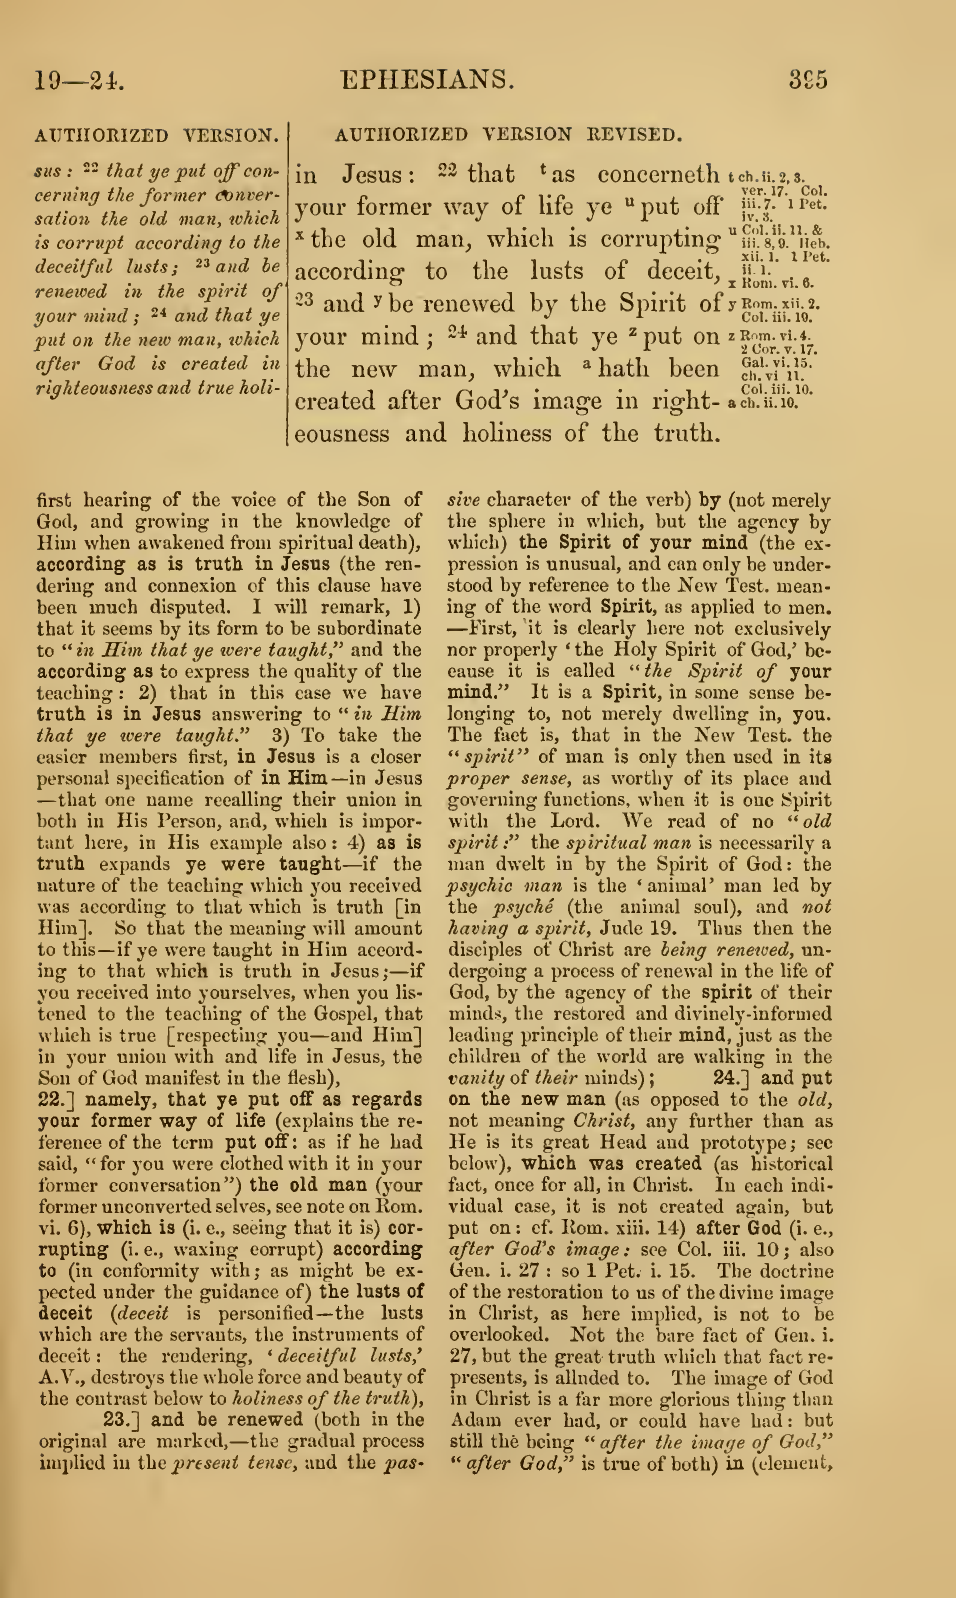 19—24. EPHESIANS. 395
AUTHORIZED VERSION.
sus : 22 that ye put off con-
cerning the former conver-
sation the old man, which
is corrupt according to the
deceitful lusts; 23 and be
renewed in the spirit of
your mind ; 24 and that ye
put on the new man, which
after God is created in
righteousness and true holi-
AUTHORIZED VERSION REVISED.
in Jesus : 22 that t as concerneth
your former way of life ye u put off
x the old man, which is corrupting
according to the lusts of deceit,
23 and y be renewed by the Spirit of
your mind ; 24 and that ye z put on
the new man, which a hath been
created after God's image in right-
eousness and holiness of the truth.
t ch. ii. 2, 3.
ver. 17. Col.
iii. 7. 1 Pet.
iv. 3.
u Col. ii. 11. &
iii. 8, 9. Heb.
xii. 1. 1 Pet.
ii. 1.
x Rom. vi. 6.
y Rom. xii. 2.
Col. iii. 10.
z Rom. vi. 4.
2 Cor. v. 17.
Gal. vi. 15.
ch. vi 11.
Col. iii. 10.
a ch. ii. 10.
first hearing of the voice of the Son of
God, and growing in the knowledge of
Him when awakened from spiritual death),
according as is truth in Jesus (the ren-
dering and connexion of this clause have
been much disputed. I will remark, 1)
that it seems by its form to be subordinate
to "in Him that ye were taught," and the
according as to express the quality of the
teaching : 2) that in this case we have
truth is in Jesus answering to "in Him
that ye were taught." 3) To take the
easier members first, in Jesus is a closer
personal specification of in Him—in Jesus
—that one name recalling their union in
both in His Person, and, which is impor-
tant here, in His example also : 4) as is
truth expands ye were taught—if the
nature of the teaching which you received
was according to that which is truth [in
Him]. So that the meaning will amount
to this—if ye were taught in Him accord-
ing to that which is truth in Jesus;—if
you received into yourselves, when you lis-
tened to the teaching of the Gospel, that
which is true [respecting you—and Him]
in your union with and life in Jesus, the
Son of God manifest in the flesh),
22.] namely, that ye put off as regards
your former way of life (explains the re-
ference of the term put off : as if he had
said, "for you were clothed with it in your
former conversation") the old man (your
former unconverted selves, see note on Rom.
vi. 6), which is (i. e., seeing that it is) cor-
rupting (i. e., waxing corrupt) according
to (in conformity with; as might be ex-
pected under the guidance of) the lusts of
deceit (deceit is personified—the lusts
which are the servants, the instruments of
deceit : the rendering, 'deceitful lusts,'
A.V., destroys the whole force and beauty of
the contrast below to holiness of the truth),
23.] and be renewed (both in the
original are marked,—the gradual process
implied in the present tense, and the pas-
sive character of the verb) by (not merely
the sphere in which, but the agency by
which) the Spirit of your mind (the ex-
pression is unusual, and can only be under-
stood by reference to the New Test. mean-
ing of the word Spirit, as applied to men.
—First, it is clearly here not exclusively
nor properly 'the Holy Spirit of God,' be-
cause it is called "the Spirit of your
mind." It is a Spirit, in some sense be-
longing to, not merely dwelling in, you.
The fact is, that in the New Test. the
"spirit" of man is only then used in its
proper sense, as worthy of its place and
governing functions, when it is one Spirit
with the Lord. We read of no "old
spirit :" the spiritual man is necessarily a
man dwelt in by the Spirit of God : the
psychic man is the 'animal' man led by
the psyché (the animal soul), and not
having a spirit, Jude 19. Thus then the
disciples of Christ are being renewed, un-
dergoing a process of renewal in the life of
God, by the agency of the spirit of their
minds, the restored and divinely-informed
leading principle of their mind, just as the
children of the world are walking in the
vanity of their minds) ; 24.] and put
on the new man (as opposed to the old,
not meaning Christ, any further than as
He is its great Head and prototype; see
below), which was created (as historical
fact, once for all, in Christ. In each indi-
vidual case, it is not created again, but
put on : cf. Rom. xiii. 14) after God (i. e.,
after God's image : see Col. iii. 10 ; also
Gen. i. 27 : so 1 Pet. i. 15. The doctrine
of the restoration to us of the divine image
in Christ, as here implied, is not to be
overlooked. Not the bare fact of Gen. i.
27, but the great truth which that fact re-
presents, is alluded to. The image of God
in Christ is a far more glorious thing than
Adam ever had, or could have had : but
still the being "after the image of God,"
"after God," is true of both) in (element,